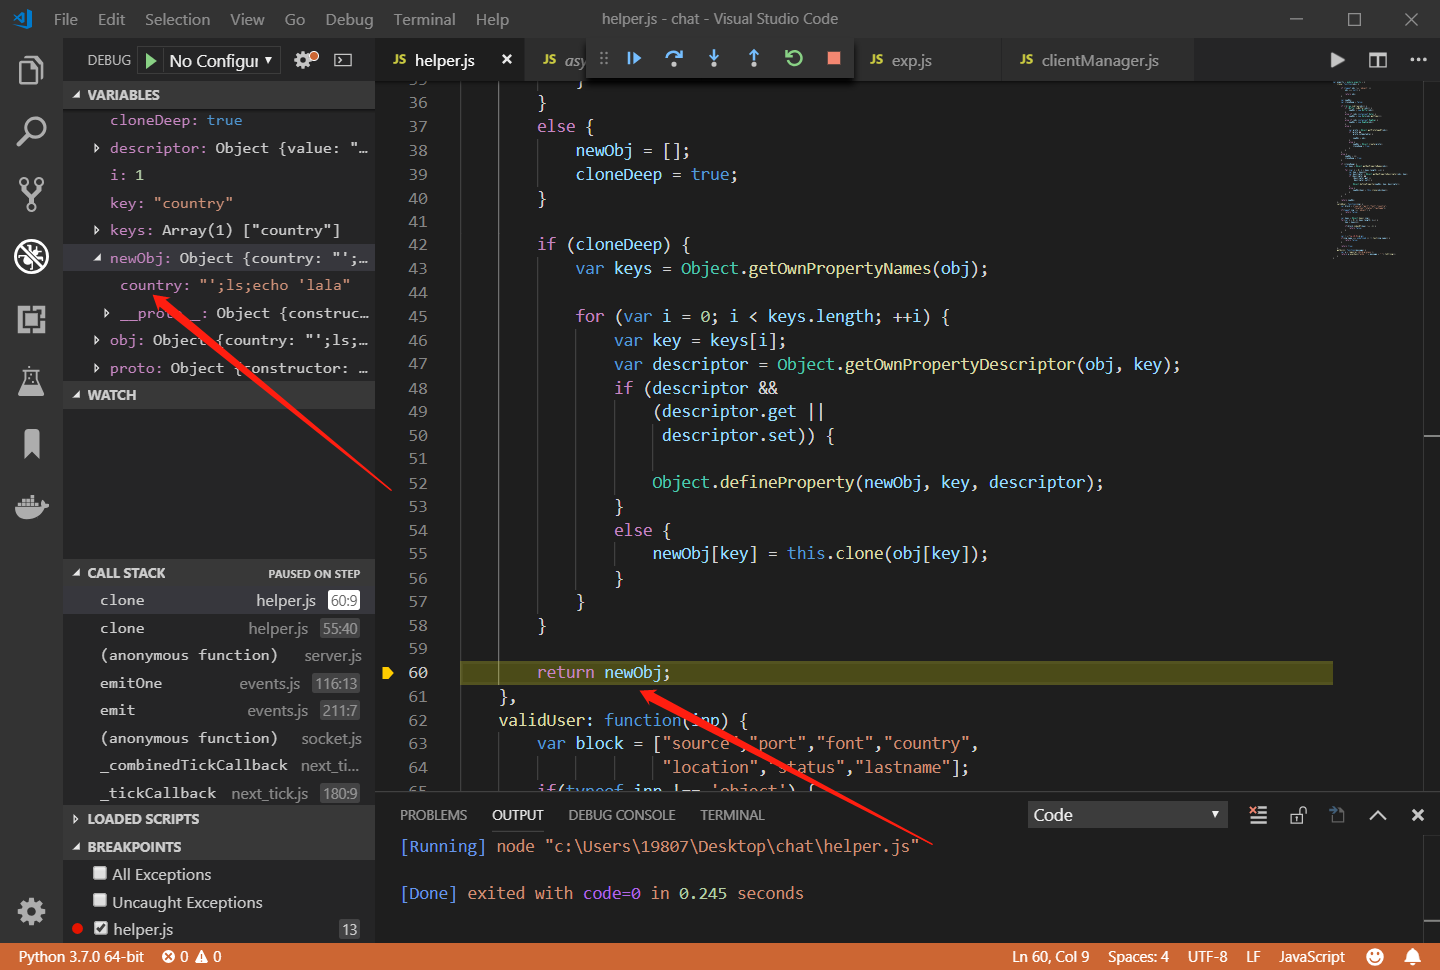 File Edit Selection View Go Debug Terminal Help helper.js - chat - Visual Studio Code
DEBUG No Configur
JS helper.js × JS asy JS exp.js JS clientManager.js
VARIABLES
cloneDeep: true
descriptor: Object {value: "…
i: 1
key: "country"
keys: Array(1) ["country"]
newObj: Object {country: "';…
country: "';ls;echo 'lala"
__proto__: Object {construc…
obj: Object {country: "';ls;…
proto: Object {constructor: …
WATCH
CALL STACK PAUSED ON STEP
clone helper.js 60:9
clone helper.js 55:40
(anonymous function) server.js
emitOne events.js 116:13
emit events.js 211:7
(anonymous function) socket.js
_combinedTickCallback next_ti…
_tickCallback next_tick.js 180:9
LOADED SCRIPTS
BREAKPOINTS
All Exceptions
Uncaught Exceptions
helper.js 13
35 }
36 }
37 else {
38 newObj = [];
39 cloneDeep = true;
40 }
41
42 if (cloneDeep) {
43 var keys = Object.getOwnPropertyNames(obj);
44
45 for (var i = 0; i < keys.length; ++i) {
46 var key = keys[i];
47 var descriptor = Object.getOwnPropertyDescriptor(obj, key);
48 if (descriptor &&
49 (descriptor.get ||
50 descriptor.set)) {
51
52 Object.defineProperty(newObj, key, descriptor);
53 }
54 else {
55 newObj[key] = this.clone(obj[key]);
56 }
57 }
58 }
59
60 return newObj;
61 },
62 validUser: function(inp) {
63 var block = ["source","port","font","country",
64 "location","status","lastname"];
65 if(typeof inp !== 'object') {
PROBLEMS OUTPUT DEBUG CONSOLE TERMINAL Code
[Running] node "c:\Users\19807\Desktop\chat\helper.js"
[Done] exited with code=0 in 0.245 seconds
Python 3.7.0 64-bit 0 0 Ln 60, Col 9 Spaces: 4 UTF-8 LF JavaScript